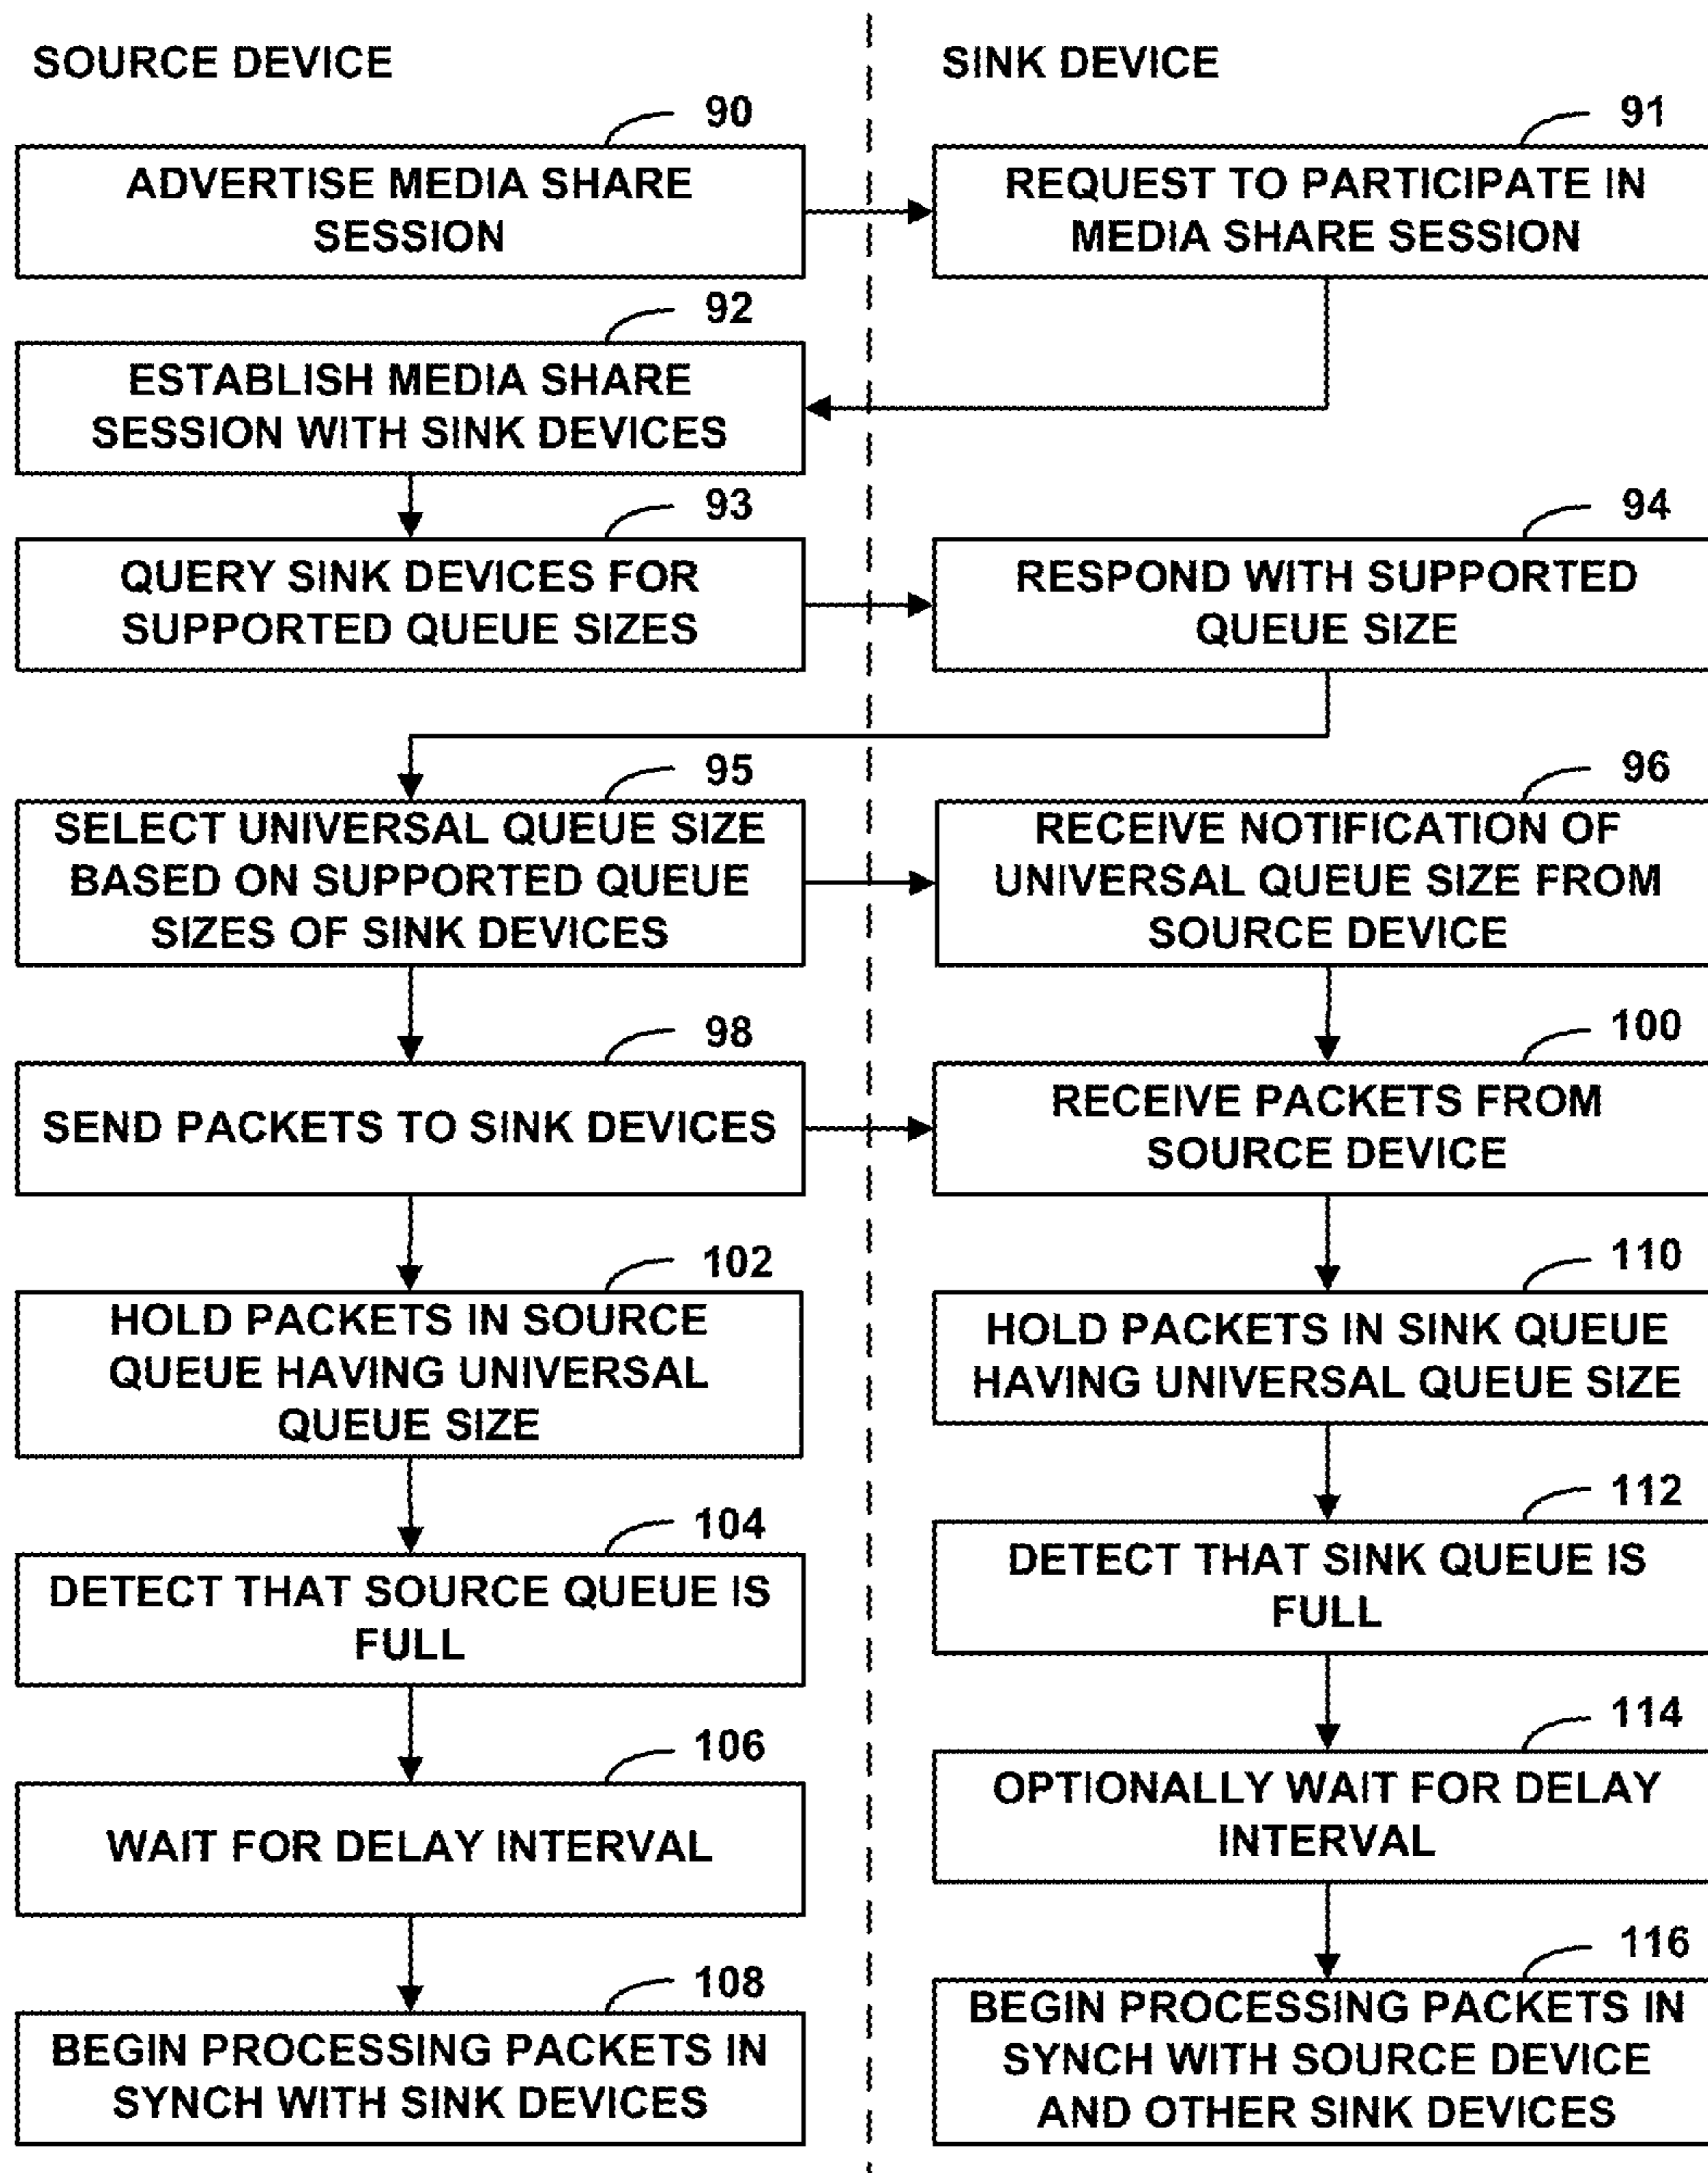 SOURCE DEVICE
SINK DEVICE
90
ADVERTISE MEDIA SHARE
SESSION
91
REQUEST TO PARTICIPATE IN
MEDIA SHARE SESSION
92
ESTABLISH MEDIA SHARE
SESSION WITH SINK DEVICES
93
QUERY SINK DEVICES FOR
SUPPORTED QUEUE SIZES
94
RESPOND WITH SUPPORTED
QUEUE SIZE
95
SELECT UNIVERSAL QUEUE SIZE
BASED ON SUPPORTED QUEUE
SIZES OF SINK DEVICES
96
RECEIVE NOTIFICATION OF
UNIVERSAL QUEUE SIZE FROM
SOURCE DEVICE
98
SEND PACKETS TO SINK DEVICES
100
RECEIVE PACKETS FROM
SOURCE DEVICE
102
HOLD PACKETS IN SOURCE
QUEUE HAVING UNIVERSAL
QUEUE SIZE
110
HOLD PACKETS IN SINK QUEUE
HAVING UNIVERSAL QUEUE SIZE
104
DETECT THAT SOURCE QUEUE IS
FULL
112
DETECT THAT SINK QUEUE IS
FULL
106
WAIT FOR DELAY INTERVAL
114
OPTIONALLY WAIT FOR DELAY
INTERVAL
108
BEGIN PROCESSING PACKETS IN
SYNCH WITH SINK DEVICES
116
BEGIN PROCESSING PACKETS IN
SYNCH WITH SOURCE DEVICE
AND OTHER SINK DEVICES